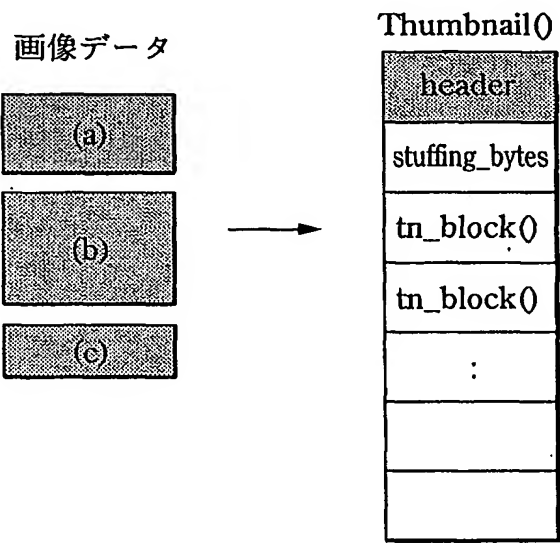 画像データ
(a)
(b)
(c)
Thumbnail()
header
stuffing_bytes
tn_block()
tn_block()
: